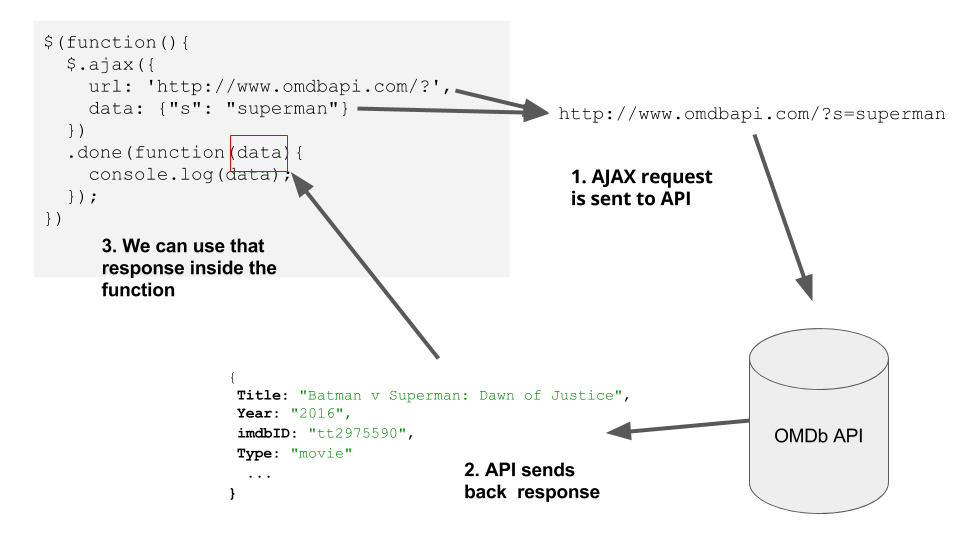 $(function(){
$.ajax({
url: 'http://www.omdbapi.com/?',
data: {"s": "superman"}
})
.done(function(data){
console.log(data);
});
})
http://www.omdbapi.com/?s=superman
1. AJAX request
is sent to API
3. We can use that
response inside the
function
{
Title: "Batman v Superman: Dawn of Justice",
Year: "2016",
imdbID: "tt2975590",
Type: "movie"
...
}
2. API sends
back response
OMDb API